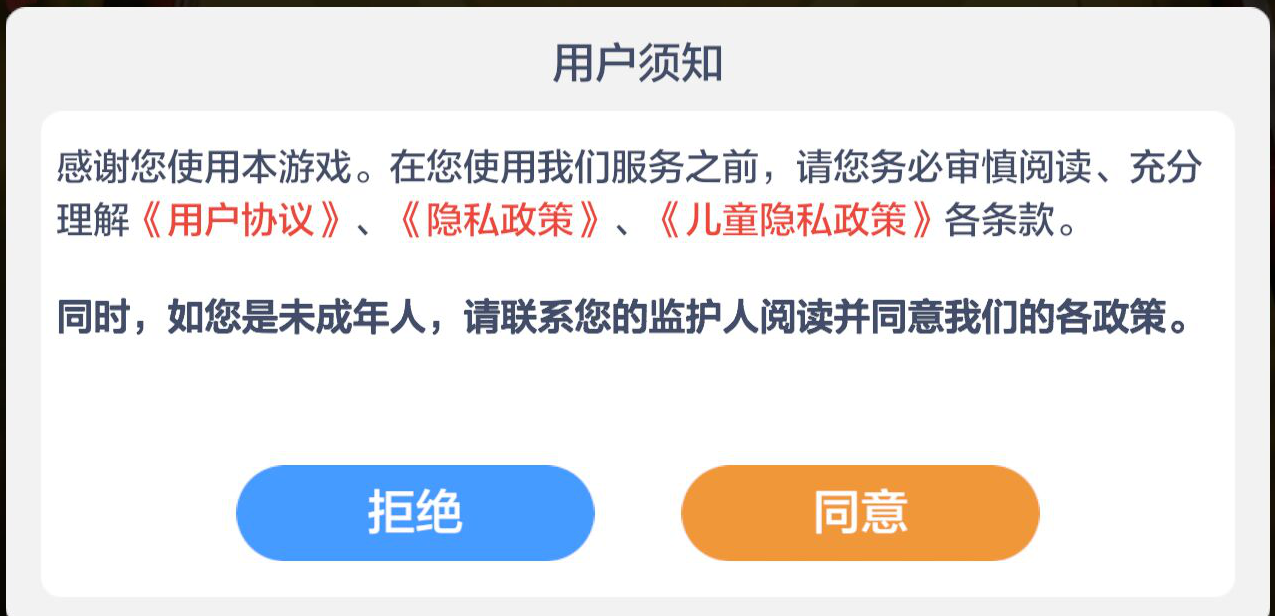 用户须知
感谢您使用本游戏。在您使用我们服务之前，请您务必审慎阅读、充分
理解《用户协议》、《隐私政策》、《儿童隐私政策》各条款。
同时，如您是未成年人，请联系您的监护人阅读并同意我们的各政策。
拒绝
同意